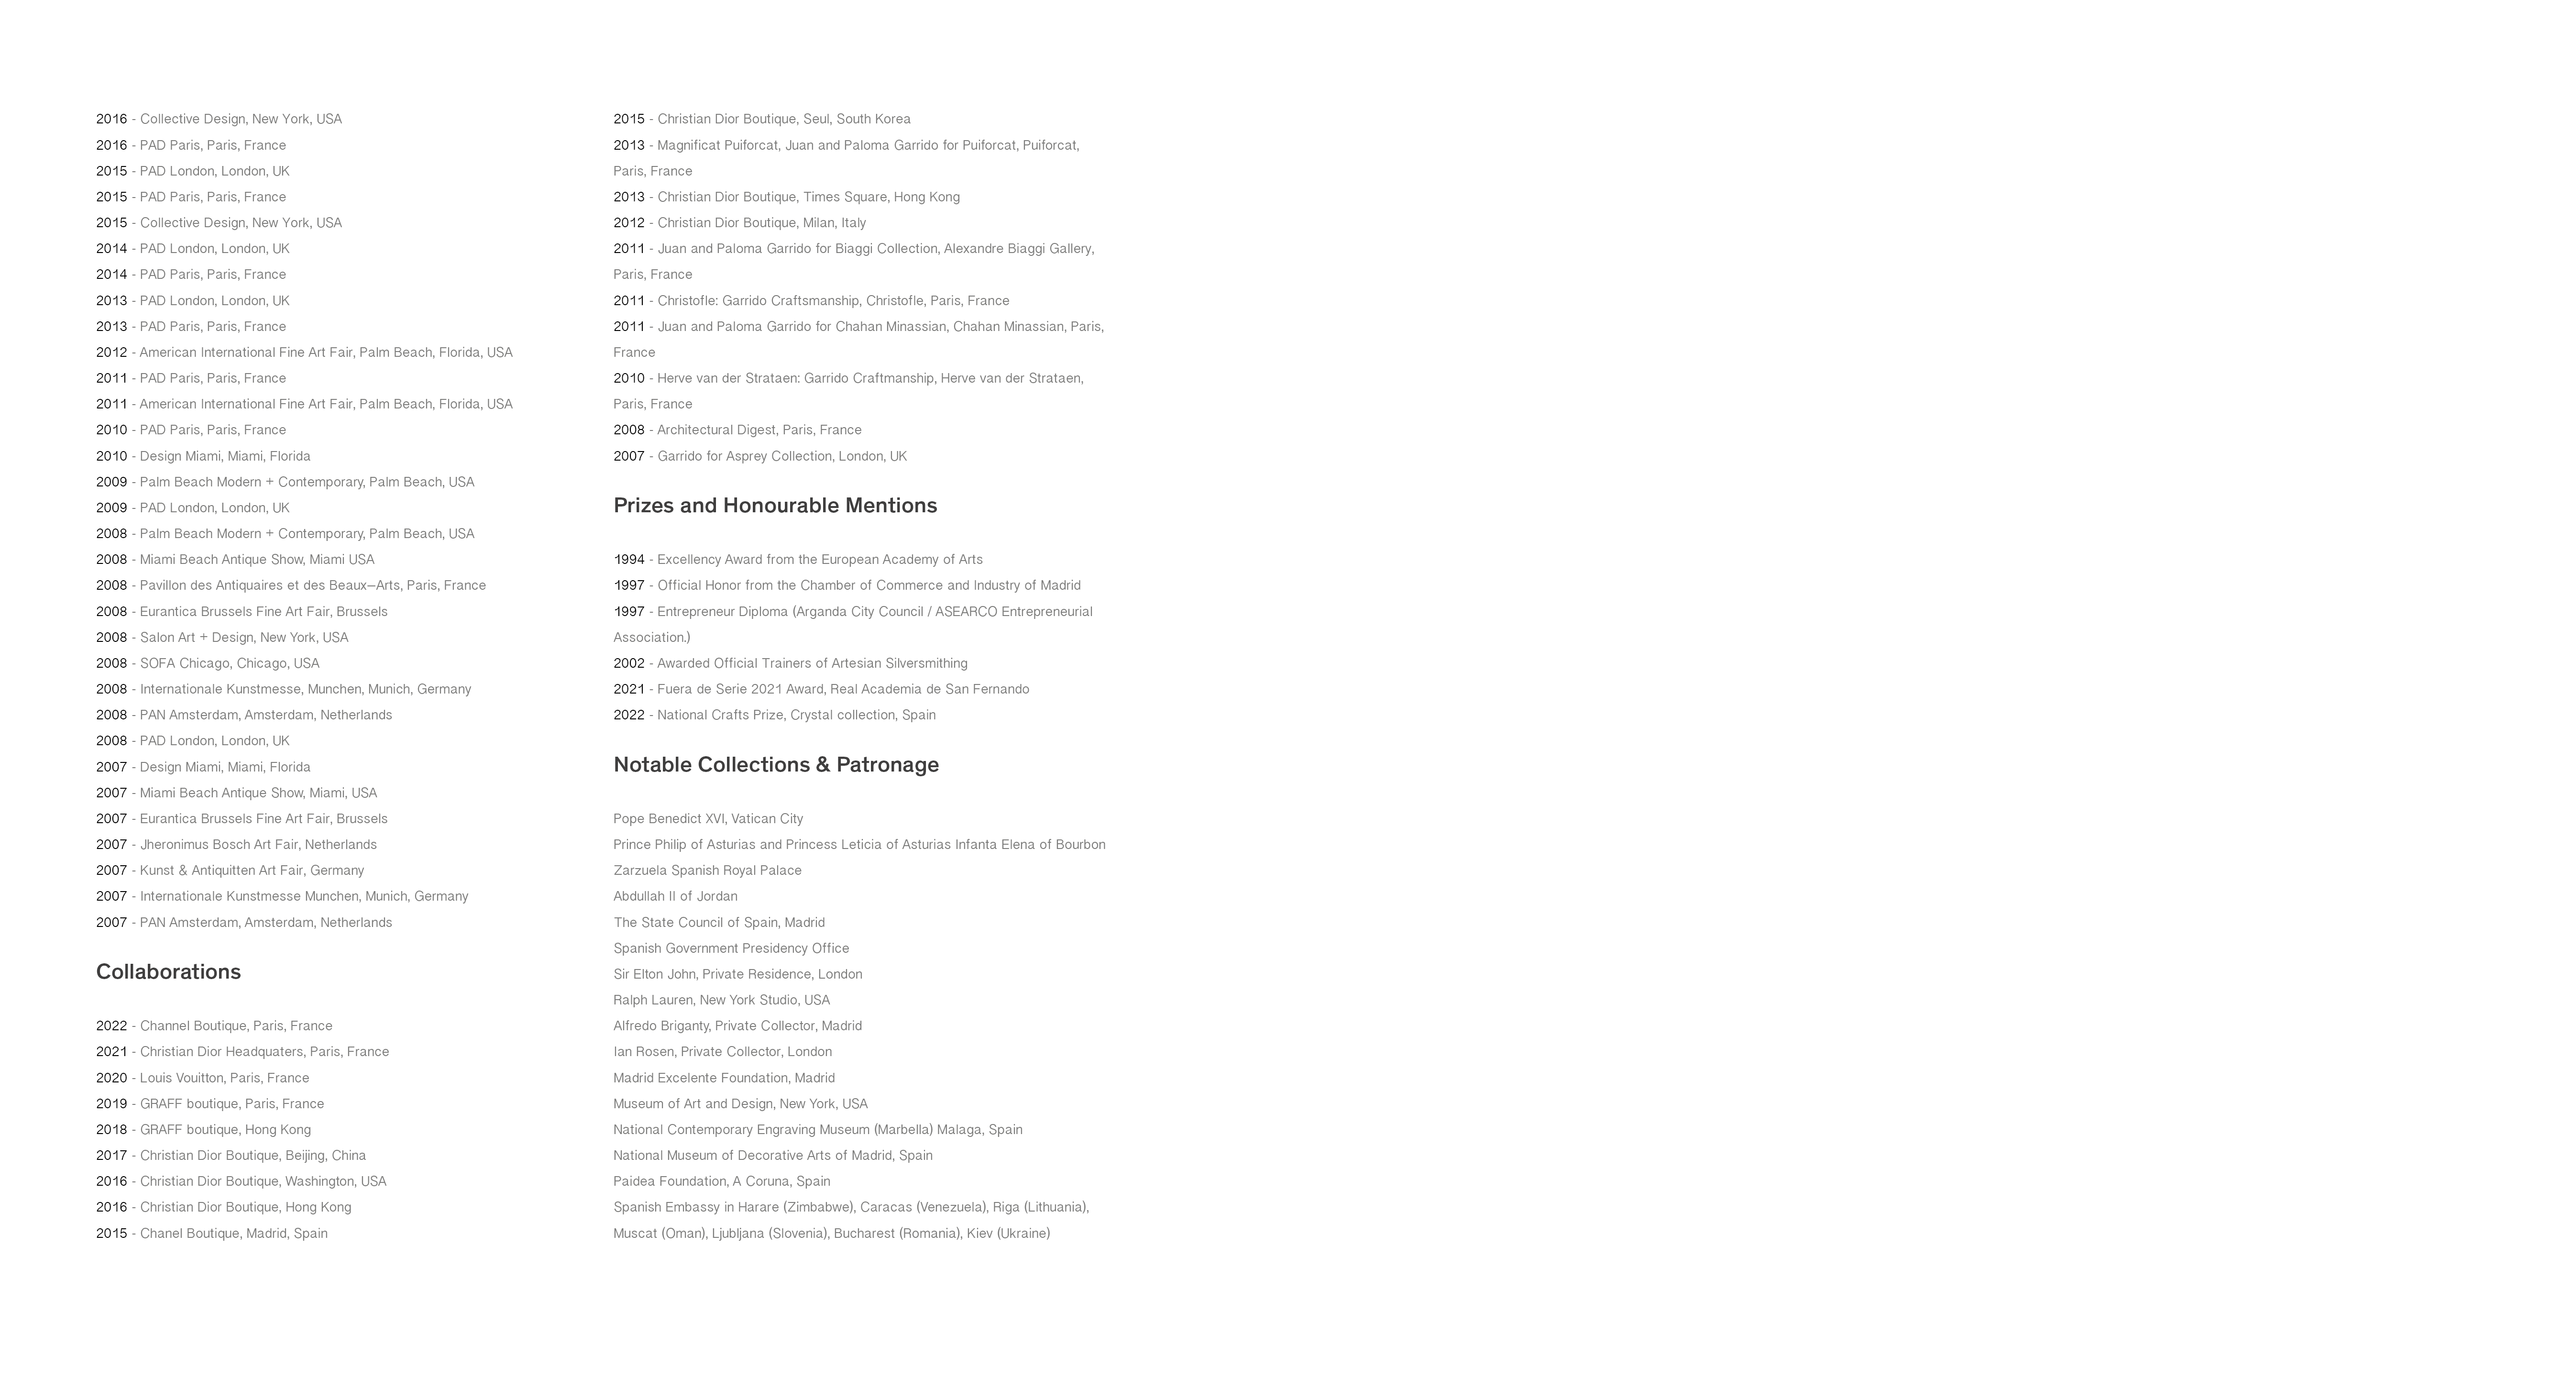 2016 - Collective Design, New York, USA
2016 - PAD Paris, Paris, France
2015 - PAD London, London, UK
2015 - PAD Paris, Paris, France
2015 - Collective Design, New York, USA
2014 - PAD London, London, UK
2014 - PAD Paris, Paris, France
2013 - PAD London, London, UK
2013 - PAD Paris, Paris, France
2012 - American International Fine Art Fair, Palm Beach, Florida, USA
2011 - PAD Paris, Paris, France
2011 - American International Fine Art Fair, Palm Beach, Florida, USA
2010 - PAD Paris, Paris, France
2010 - Design Miami, Miami, Florida
2009 - Palm Beach Modern + Contemporary, Palm Beach, USA
2009 - PAD London, London, UK
2008 - Palm Beach Modern + Contemporary, Palm Beach, USA
2008 - Miami Beach Antique Show, Miami USA
2008 - Pavillon des Antiquaires et des Beaux–Arts, Paris, France
2008 - Eurantica Brussels Fine Art Fair, Brussels
2008 - Salon Art + Design, New York, USA
2008 - SOFA Chicago, Chicago, USA
2008 - Internationale Kunstmesse, Munchen, Munich, Germany
2008 - PAN Amsterdam, Amsterdam, Netherlands
2008 - PAD London, London, UK
2007 - Design Miami, Miami, Florida
2007 - Miami Beach Antique Show, Miami, USA
2007 - Eurantica Brussels Fine Art Fair, Brussels
2007 - Jheronimus Bosch Art Fair, Netherlands
2007 - Kunst & Antiquitten Art Fair, Germany
2007 - Internationale Kunstmesse Munchen, Munich, Germany
2007 - PAN Amsterdam, Amsterdam, Netherlands
Collaborations
2022 - Channel Boutique, Paris, France
2021 - Christian Dior Headquaters, Paris, France
2020 - Louis Vouitton, Paris, France
2019 - GRAFF boutique, Paris, France
2018 - GRAFF boutique, Hong Kong
2017 - Christian Dior Boutique, Beijing, China
2016 - Christian Dior Boutique, Washington, USA
2016 - Christian Dior Boutique, Hong Kong
2015 - Chanel Boutique, Madrid, Spain
2015 - Christian Dior Boutique, Seul, South Korea
2013 - Magnificat Puiforcat, Juan and Paloma Garrido for Puiforcat, Puiforcat,
Paris, France
2013 - Christian Dior Boutique, Times Square, Hong Kong
2012 - Christian Dior Boutique, Milan, Italy
2011 - Juan and Paloma Garrido for Biaggi Collection, Alexandre Biaggi Gallery,
Paris, France
2011 - Christofle: Garrido Craftsmanship, Christofle, Paris, France
2011 - Juan and Paloma Garrido for Chahan Minassian, Chahan Minassian, Paris,
France
2010 - Herve van der Strataen: Garrido Craftmanship, Herve van der Strataen,
Paris, France
2008 - Architectural Digest, Paris, France
2007 - Garrido for Asprey Collection, London, UK
Prizes and Honourable Mentions
1994 - Excellency Award from the European Academy of Arts
1997 - Official Honor from the Chamber of Commerce and Industry of Madrid
1997 - Entrepreneur Diploma (Arganda City Council / ASEARCO Entrepreneurial
Association.)
2002 - Awarded Official Trainers of Artesian Silversmithing
2021 - Fuera de Serie 2021 Award, Real Academia de San Fernando
2022 - National Crafts Prize, Crystal collection, Spain
Notable Collections & Patronage
Pope Benedict XVI, Vatican City
Prince Philip of Asturias and Princess Leticia of Asturias Infanta Elena of Bourbon
Zarzuela Spanish Royal Palace
Abdullah II of Jordan
The State Council of Spain, Madrid
Spanish Government Presidency Office
Sir Elton John, Private Residence, London
Ralph Lauren, New York Studio, USA
Alfredo Briganty, Private Collector, Madrid
Ian Rosen, Private Collector, London
Madrid Excelente Foundation, Madrid
Museum of Art and Design, New York, USA
National Contemporary Engraving Museum (Marbella) Malaga, Spain
National Museum of Decorative Arts of Madrid, Spain
Paidea Foundation, A Coruna, Spain
Spanish Embassy in Harare (Zimbabwe), Caracas (Venezuela), Riga (Lithuania),
Muscat (Oman), Ljubljana (Slovenia), Bucharest (Romania), Kiev (Ukraine)